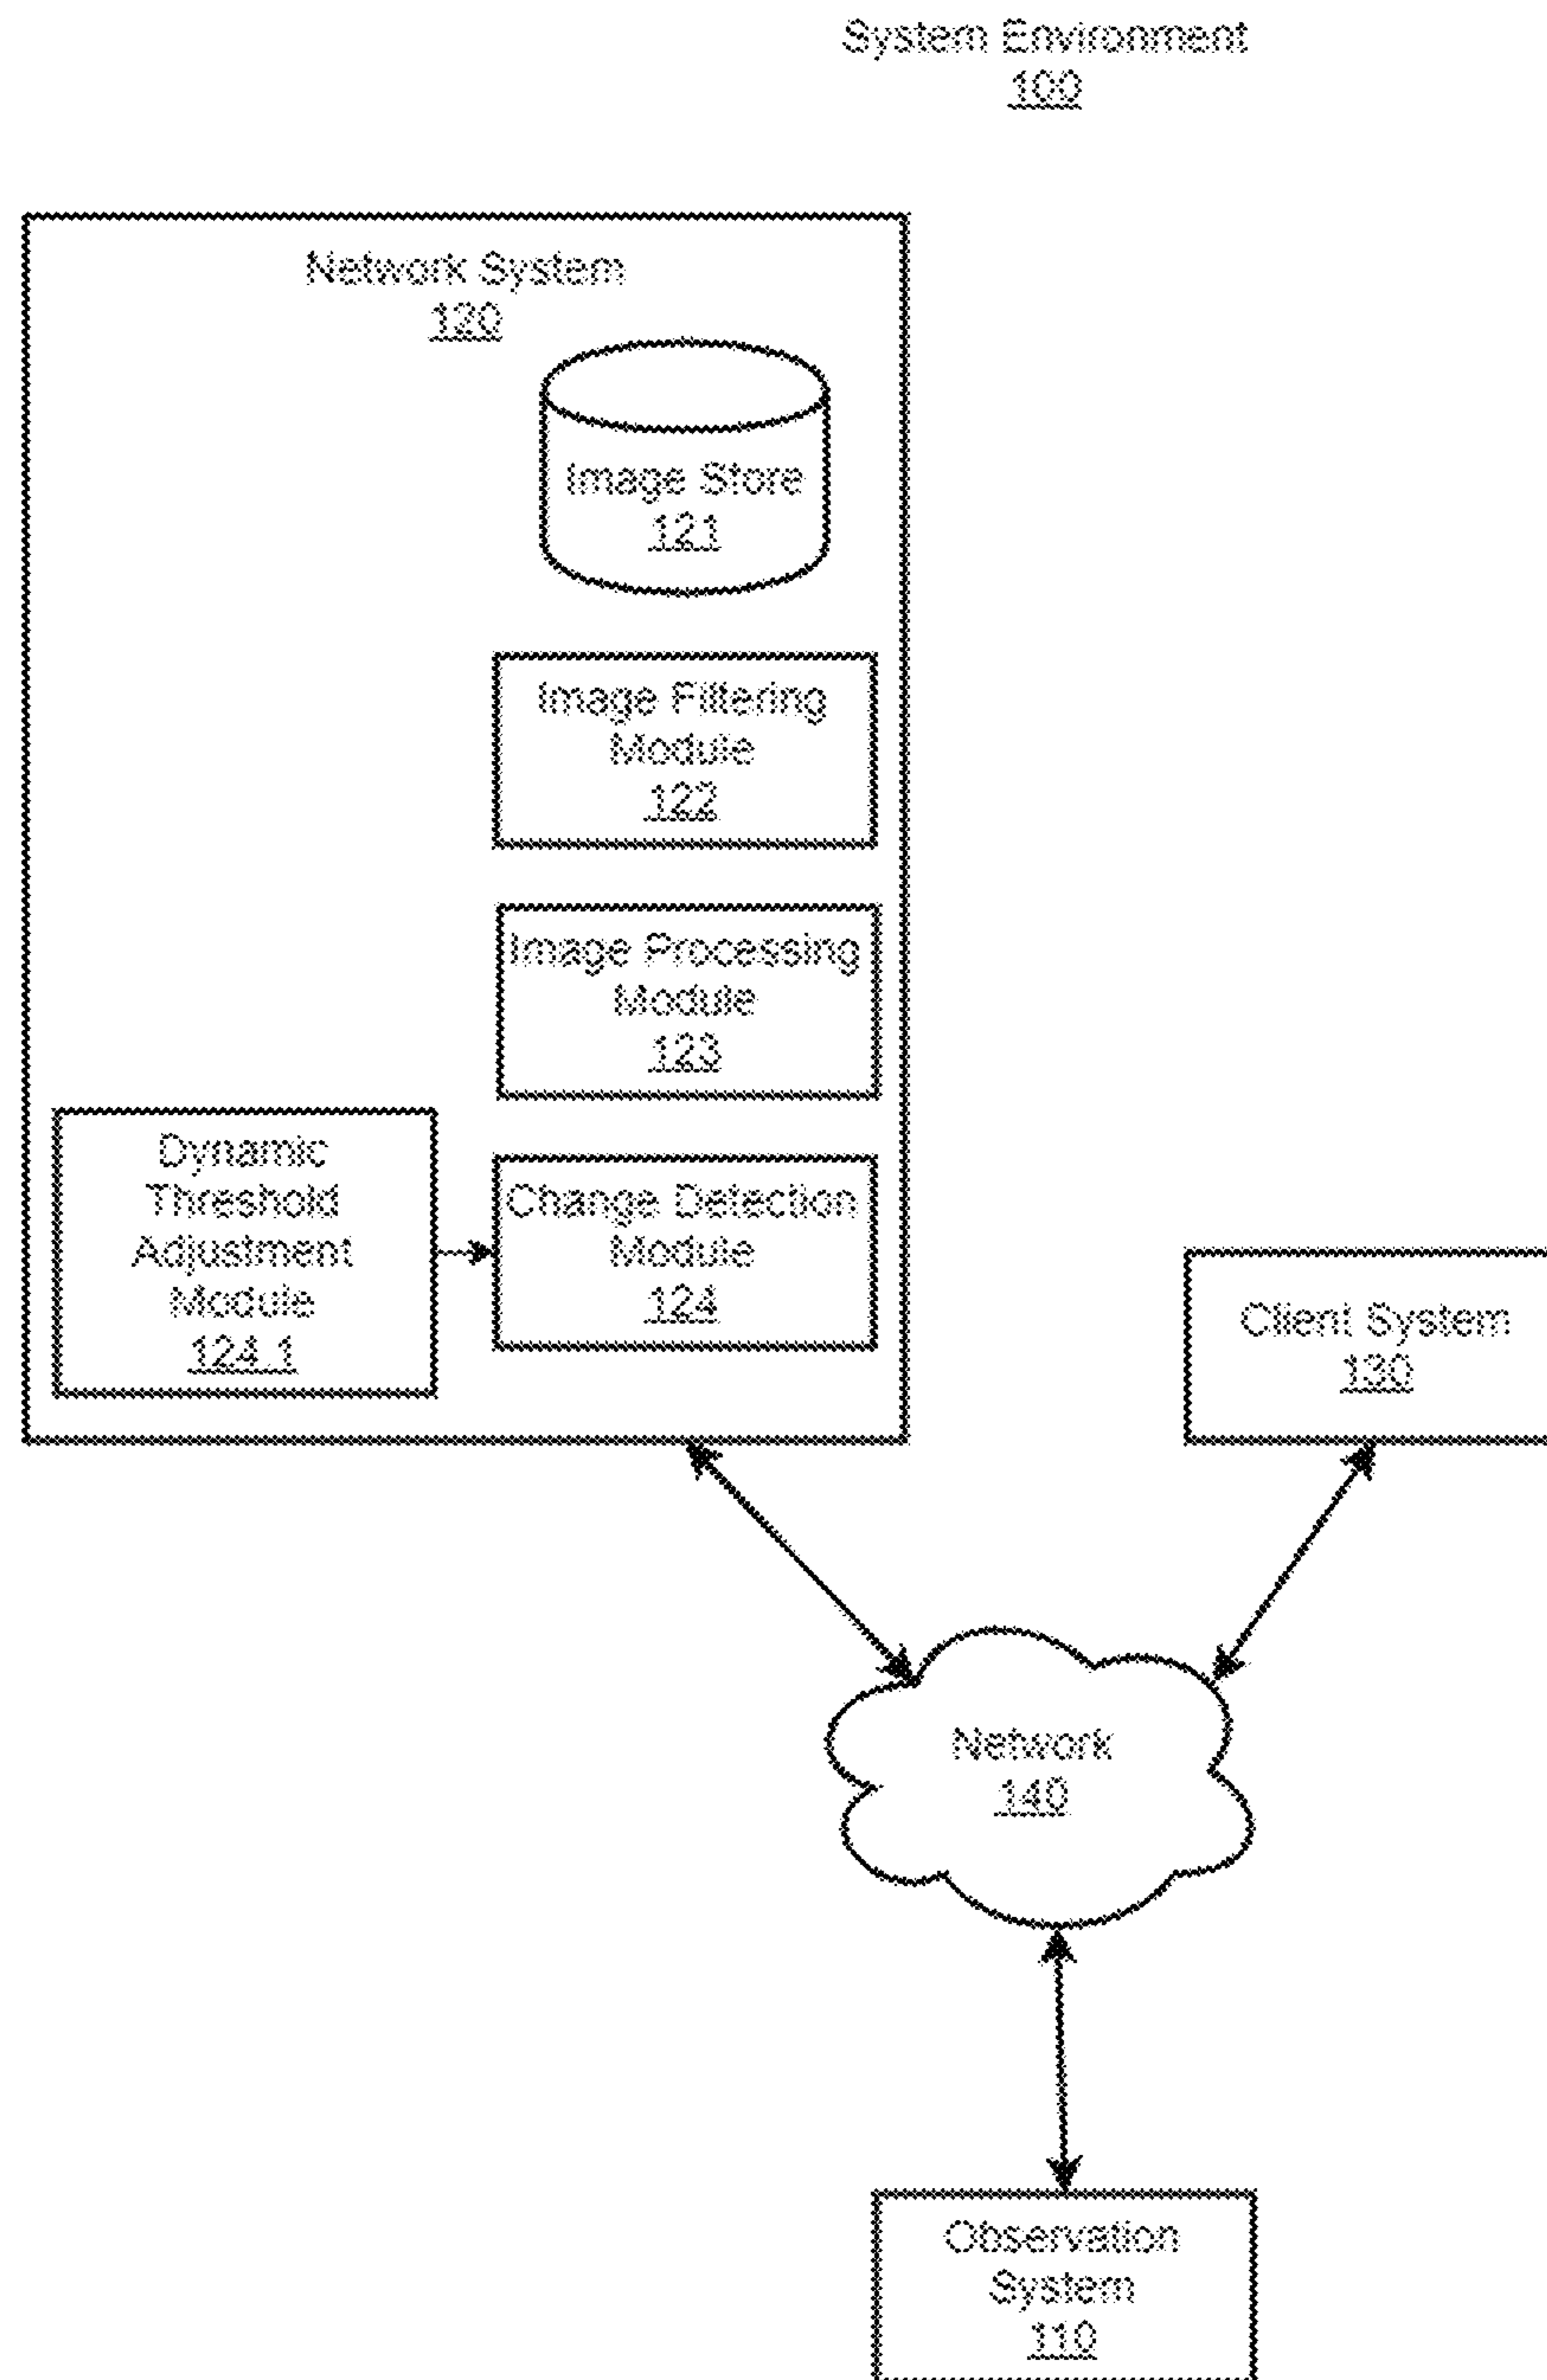 System Environment
100
Network System
120
Image Store
121
Image Filtering
Module
122
Image Processing
Module
123
Dynamic
Threshold
Adjustment
Module
124.1
Change Detection
Module
124
Client System
130
Network
140
Observation
System
110